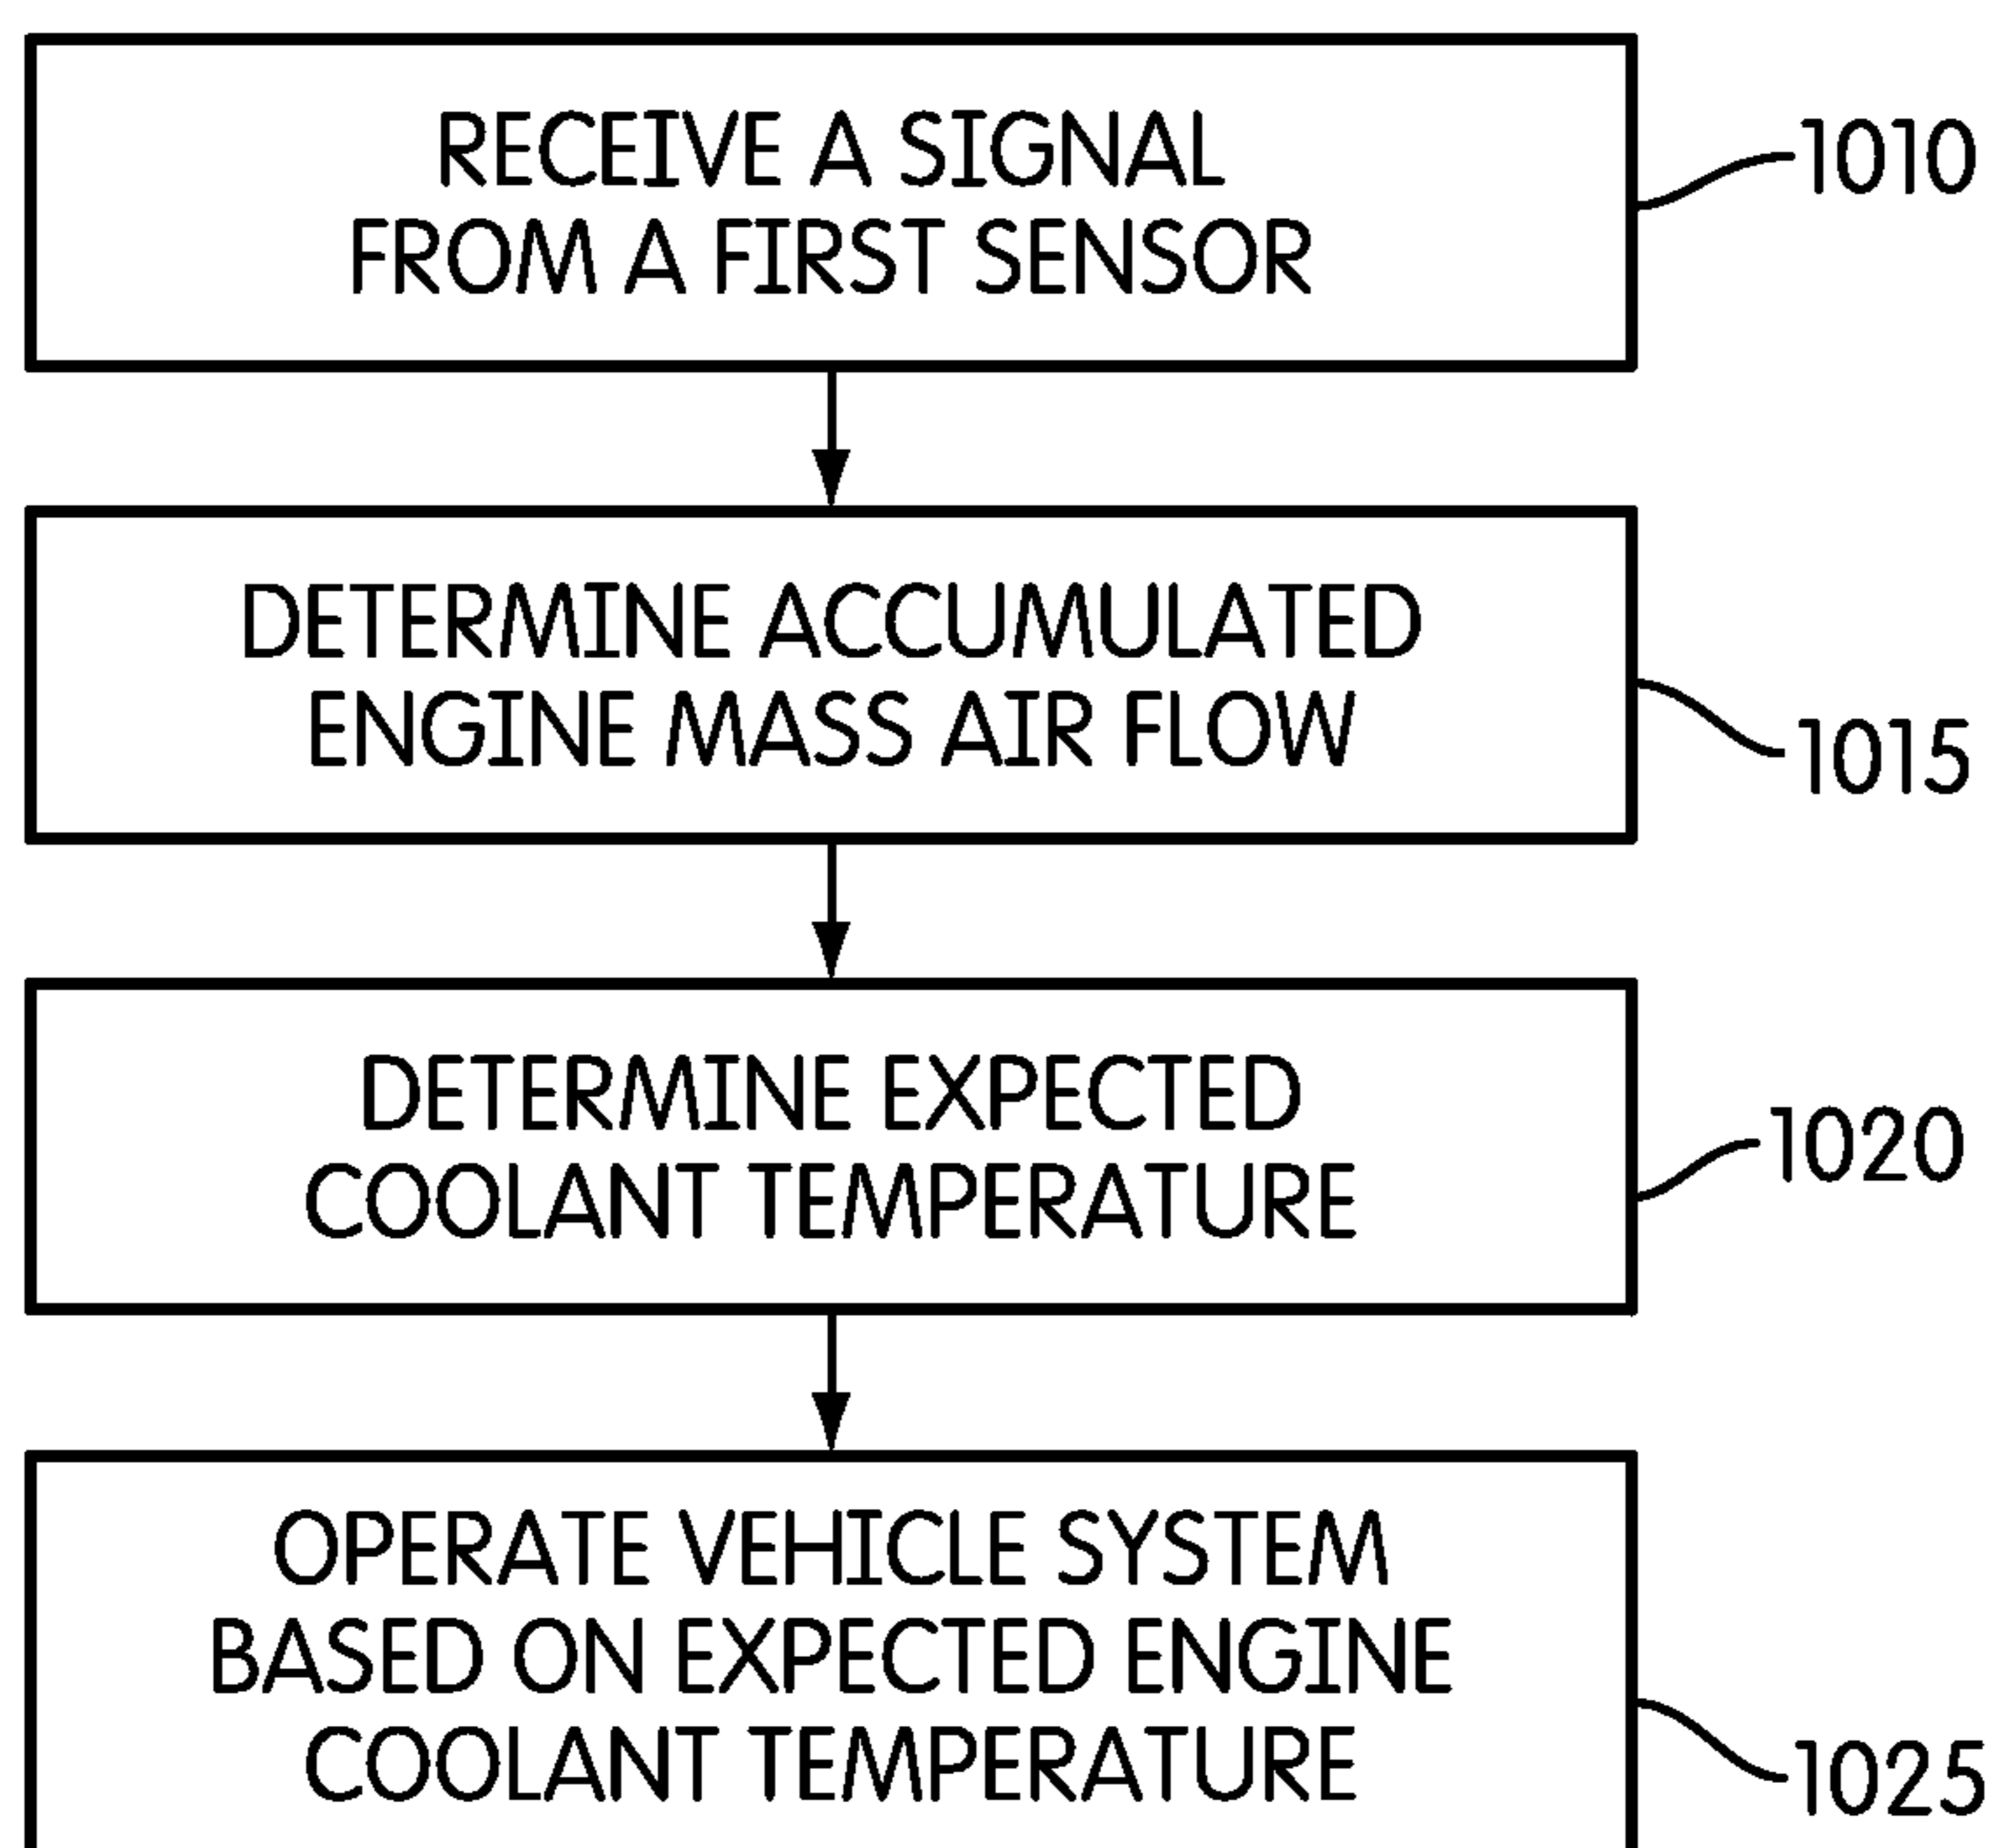 RECEIVE A SIGNAL
FROM A FIRST SENSOR
1010
DETERMINE ACCUMULATED
ENGINE MASS AIR FLOW
1015
DETERMINE EXPECTED
COOLANT TEMPERATURE
1020
OPERATE VEHICLE SYSTEM
BASED ON EXPECTED ENGINE
COOLANT TEMPERATURE
1025